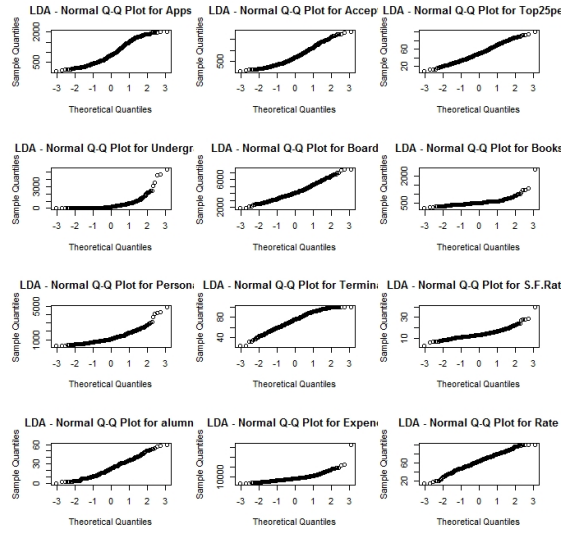 LDA - Normal Q-Q Plot for Apps LDA - Normal Q-Q Plot for Accep LDA - Normal Q-Q Plot for Top25pe
Sample Quantiles Sample Quantiles Sample Quantiles
500 2000 500 20 60
-3 -2 -1 0 1 2 3 -3 -2 -1 0 1 2 3 -3 -2 -1 0 1 2 3
Theoretical Quantiles Theoretical Quantiles Theoretical Quantiles
LDA - Normal Q-Q Plot for Undergr LDA - Normal Q-Q Plot for Board LDA - Normal Q-Q Plot for Books
Sample Quantiles Sample Quantiles Sample Quantiles
0 3000 2000 6000 500 2000
-3 -2 -1 0 1 2 3 -3 -2 -1 0 1 2 3 -3 -2 -1 0 1 2 3
Theoretical Quantiles Theoretical Quantiles Theoretical Quantiles
LDA - Normal Q-Q Plot for Persona LDA - Normal Q-Q Plot for Termina LDA - Normal Q-Q Plot for S.F.Rat
Sample Quantiles Sample Quantiles Sample Quantiles
1000 5000 40 80 10 30
-3 -2 -1 0 1 2 3 -3 -2 -1 0 1 2 3 -3 -2 -1 0 1 2 3
Theoretical Quantiles Theoretical Quantiles Theoretical Quantiles
LDA - Normal Q-Q Plot for alumn LDA - Normal Q-Q Plot for Expen LDA - Normal Q-Q Plot for Rate
Sample Quantiles Sample Quantiles Sample Quantiles
0 30 60 10000 20 60
-3 -2 -1 0 1 2 3 -3 -2 -1 0 1 2 3 -3 -2 -1 0 1 2 3
Theoretical Quantiles Theoretical Quantiles Theoretical Quantiles